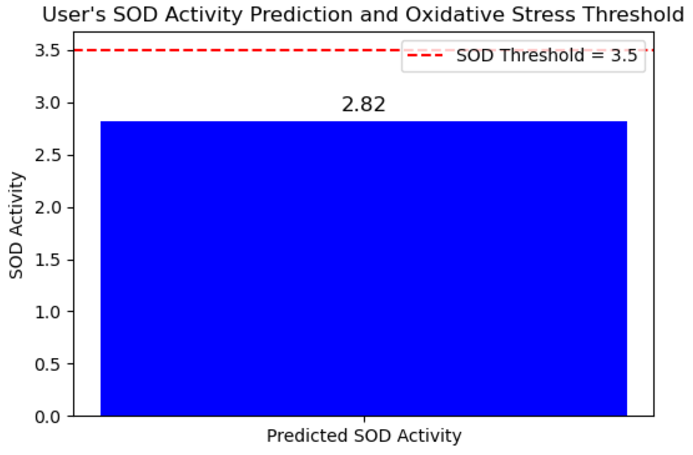 User's SOD Activity Prediction and Oxidative Stress Threshold
3.5
SOD Threshold = 3.5
3.0
2.82
2.5
2.0
SOD Activity
1.5
1.0
0.5
0.0
Predicted SOD Activity